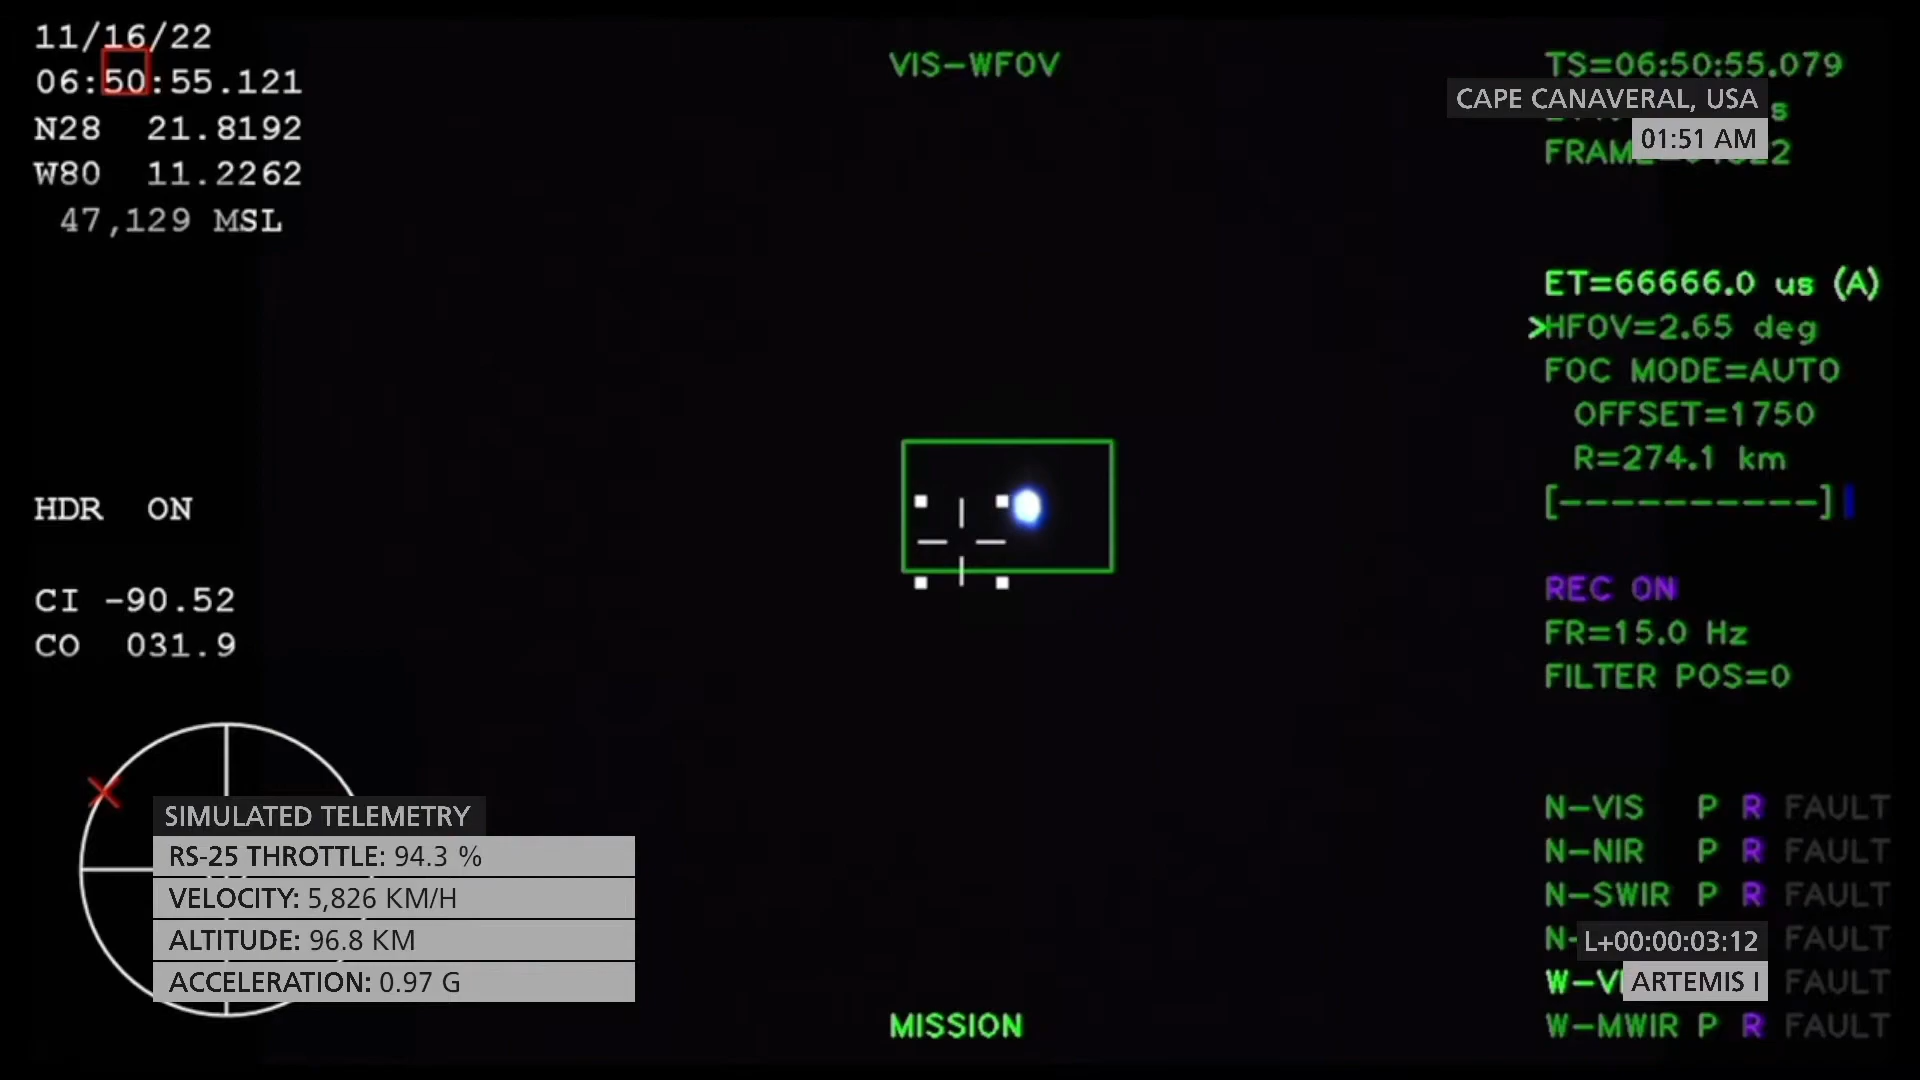 11/16/22
06:50:55.121
N28 21.8192
W80 11.2262
47,129 MSL
VIS-WFOV
TS=06:50:55.079
CAPE CANAVERAL, USA
01:51 AM
ET=66666.0 us (A)
>HFOV=2.65 deg
FOC MODE=AUTO
OFFSET=1750
R=274.1 km
[----------]
HDR ON
CI -90.52
CO 031.9
REC ON
FR=15.0 Hz
FILTER POS=0
SIMULATED TELEMETRY
RS-25 THROTTLE: 94.3 %
VELOCITY: 5,826 KM/H
ALTITUDE: 96.8 KM
ACCELERATION: 0.97 G
N-VIS P R FAULT
N-NIR P R FAULT
N-SWIR P R FAULT
FAULT
L+00:00:03:12
FAULT
ARTEMIS I
W-MWIR P R FAULT
MISSION